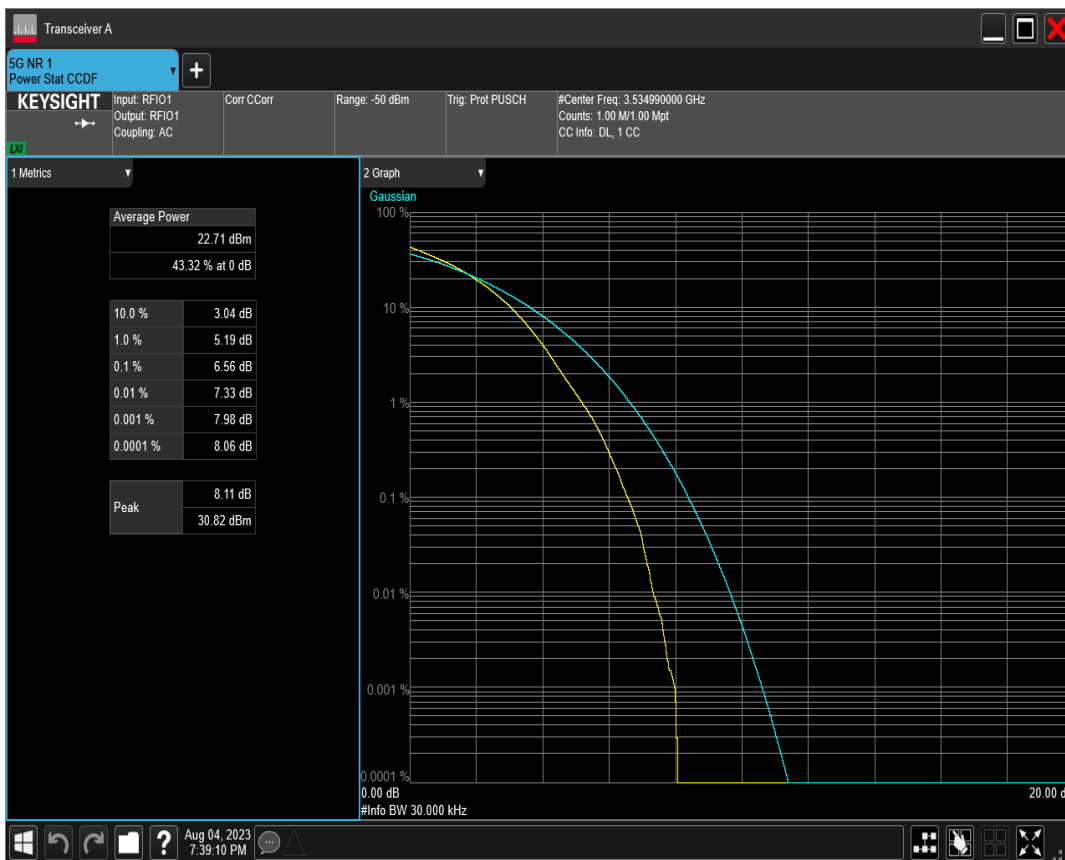 Transceiver A
5G NR 1
Power Stat CCDF
+
KEYSIGHT
LXI
Input: RFIO1
Output: RFIO1
Coupling: AC
Corr CCorr
Range: -50 dBm
Trig: Prot PUSCH
#Center Freq: 3.534990000 GHz
Counts: 1.00 M/1.00 Mpt
CC Info: DL, 1 CC
1 Metrics
Average Power
22.71 dBm
43.32 % at 0 dB
10.0 % 3.04 dB
1.0 % 5.19 dB
0.1 % 6.56 dB
0.01 % 7.33 dB
0.001 % 7.98 dB
0.0001 % 8.06 dB
Peak
8.11 dB
30.82 dBm
2 Graph
Gaussian
100 %
10 %
1 %
0.1 %
0.01 %
0.001 %
0.0001 %
0.00 dB 20.00 d
#Info BW 30.000 kHz
?
Aug 04, 2023
7:39:10 PM